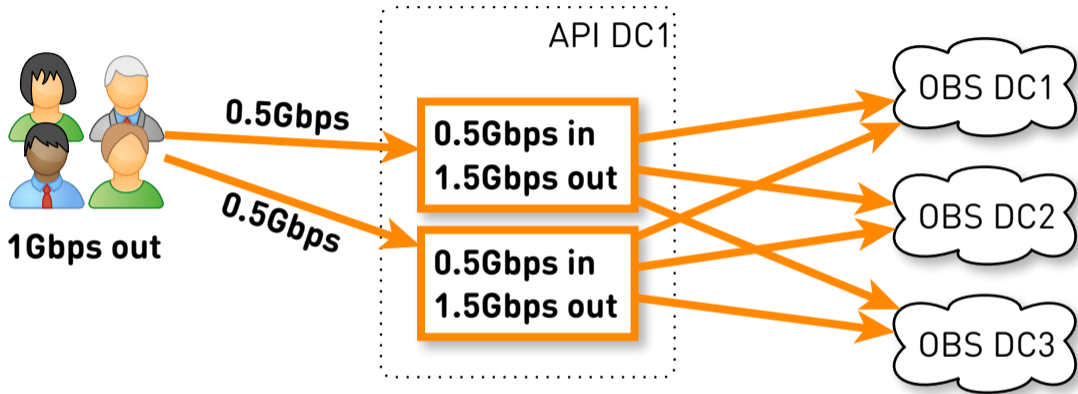 API DC1
0.5Gbps
0.5Gbps
1Gbps out
0.5Gbps in
1.5Gbps out
0.5Gbps in
1.5Gbps out
OBS DC1
OBS DC2
OBS DC3